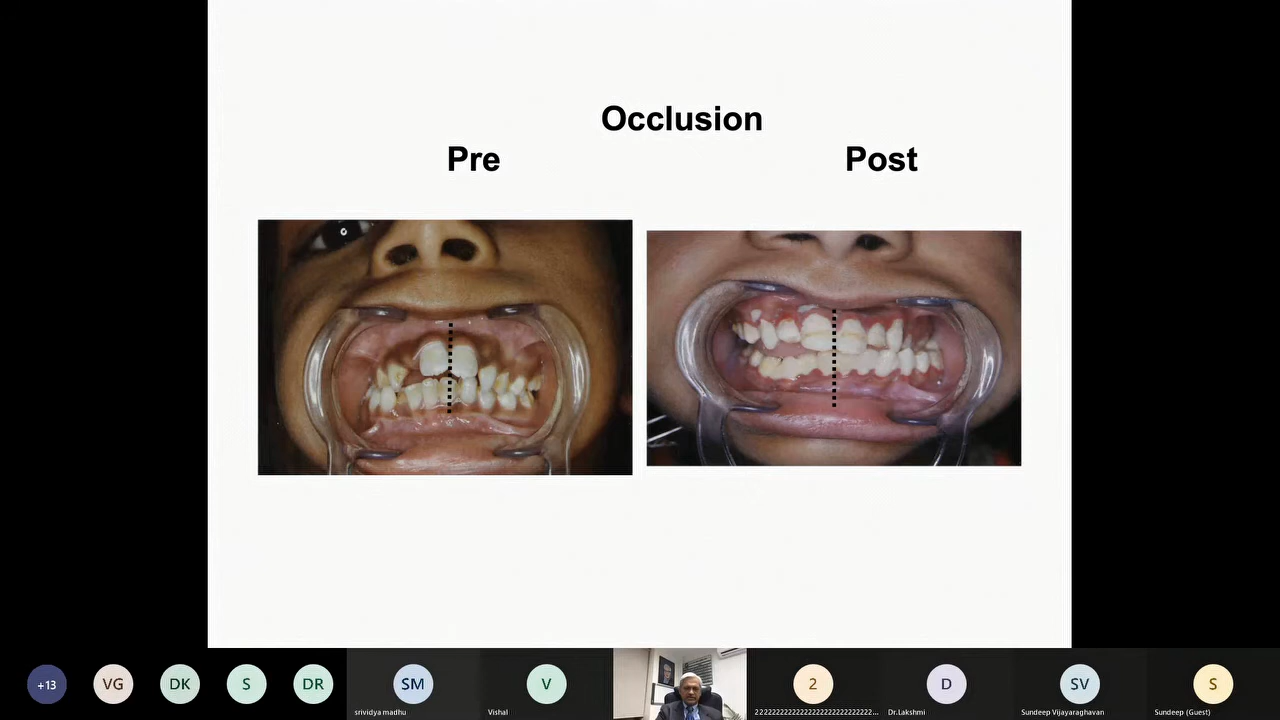 Occlusion
Pre
Post
+13
VG
DK
S
DR
SM
V
2
D
SV
S
srividya madhu
Vishal
222222222222222222222222222...
Dr.Lakshmi
Sundeep Vijayaraghavan
Sundeep (Guest)